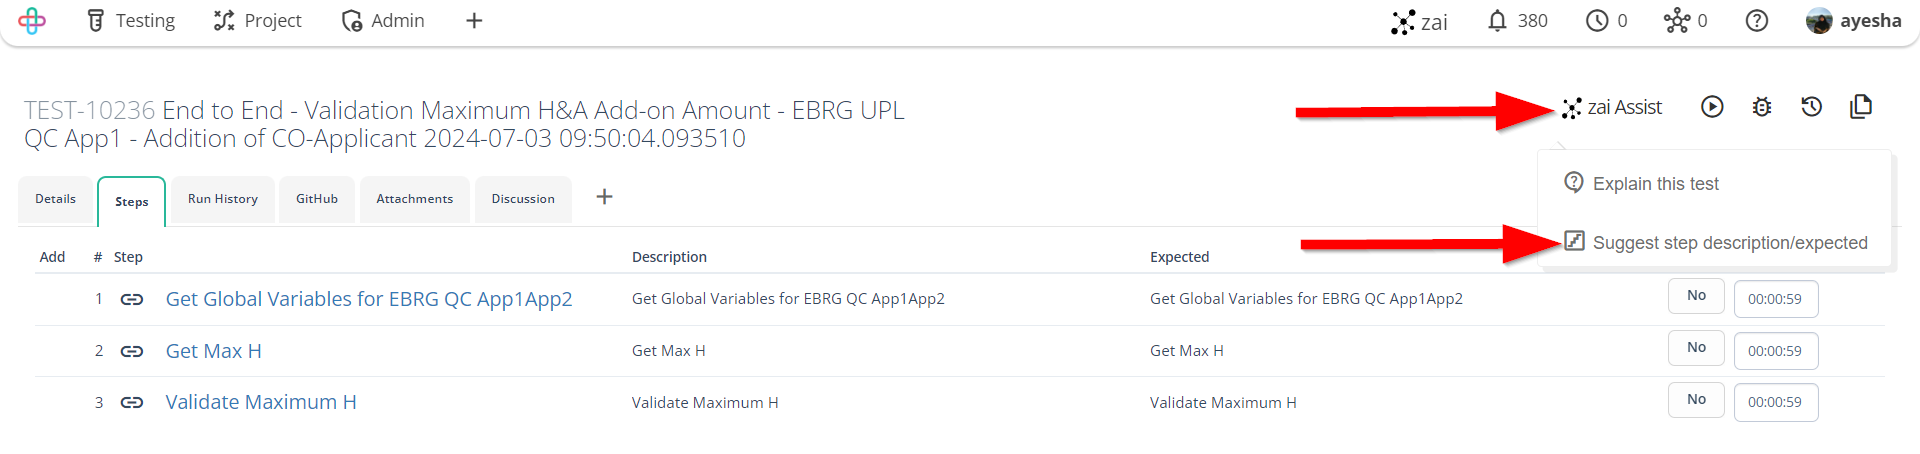 Testing Project Admin + zai 380 0 0 ayesha
TEST-10236 End to End - Validation Maximum H&A Add-on Amount - EBRG UPL
QC App1 - Addition of CO-Applicant 2024-07-03 09:50:04.093510
zai Assist
Explain this test
Suggest step description/expected
Details Steps Run History GitHub Attachments Discussion +
Add # Step Description Expected
1 Get Global Variables for EBRG QC App1App2 Get Global Variables for EBRG QC App1App2 Get Global Variables for EBRG QC App1App2 No 00:00:59
2 Get Max H Get Max H Get Max H No 00:00:59
3 Validate Maximum H Validate Maximum H Validate Maximum H No 00:00:59